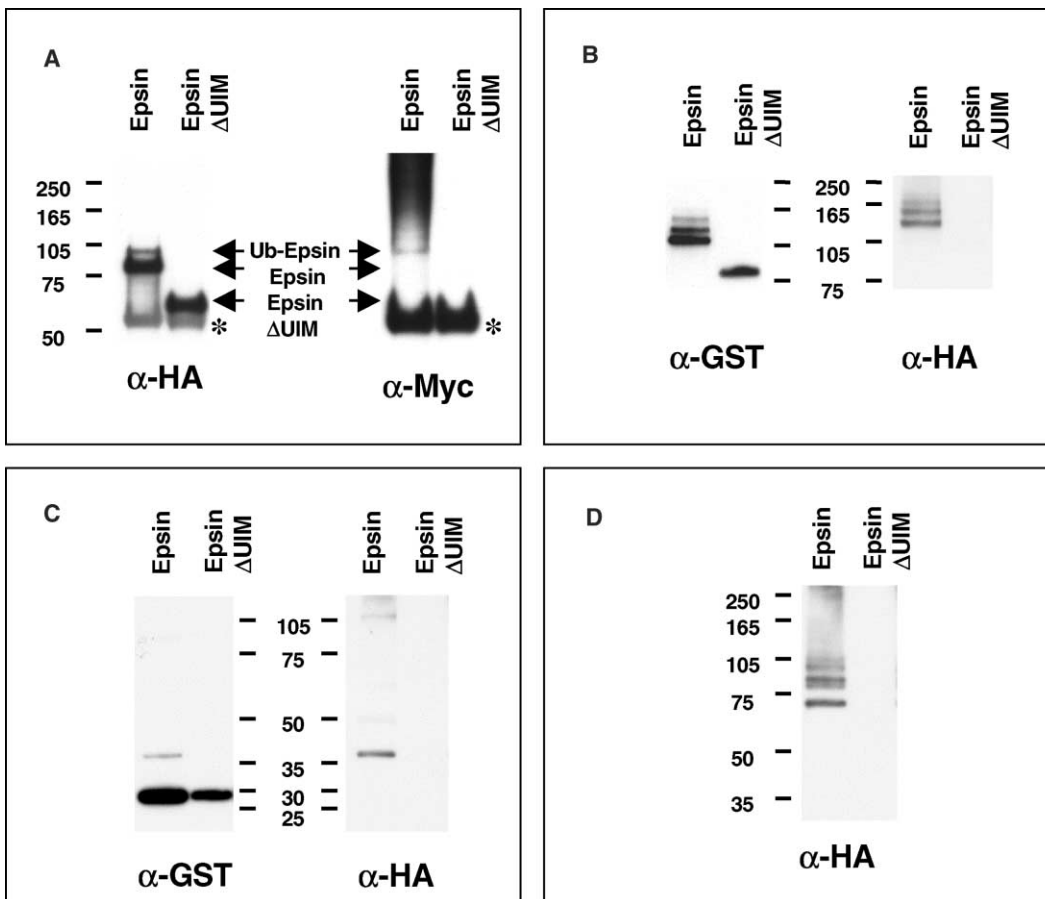 A
Epsin
Epsin
ΔUIM
Epsin
Epsin
ΔUIM
250
165
105
75
50
Ub-Epsin
Epsin
Epsin
ΔUIM
*
*
α-HA
α-Myc
B
Epsin
Epsin
ΔUIM
Epsin
Epsin
ΔUIM
250
165
105
75
α-GST
α-HA
C
Epsin
Epsin
ΔUIM
Epsin
Epsin
ΔUIM
105
75
50
35
30
25
α-GST
α-HA
D
Epsin
Epsin
ΔUIM
250
165
105
75
50
35
α-HA